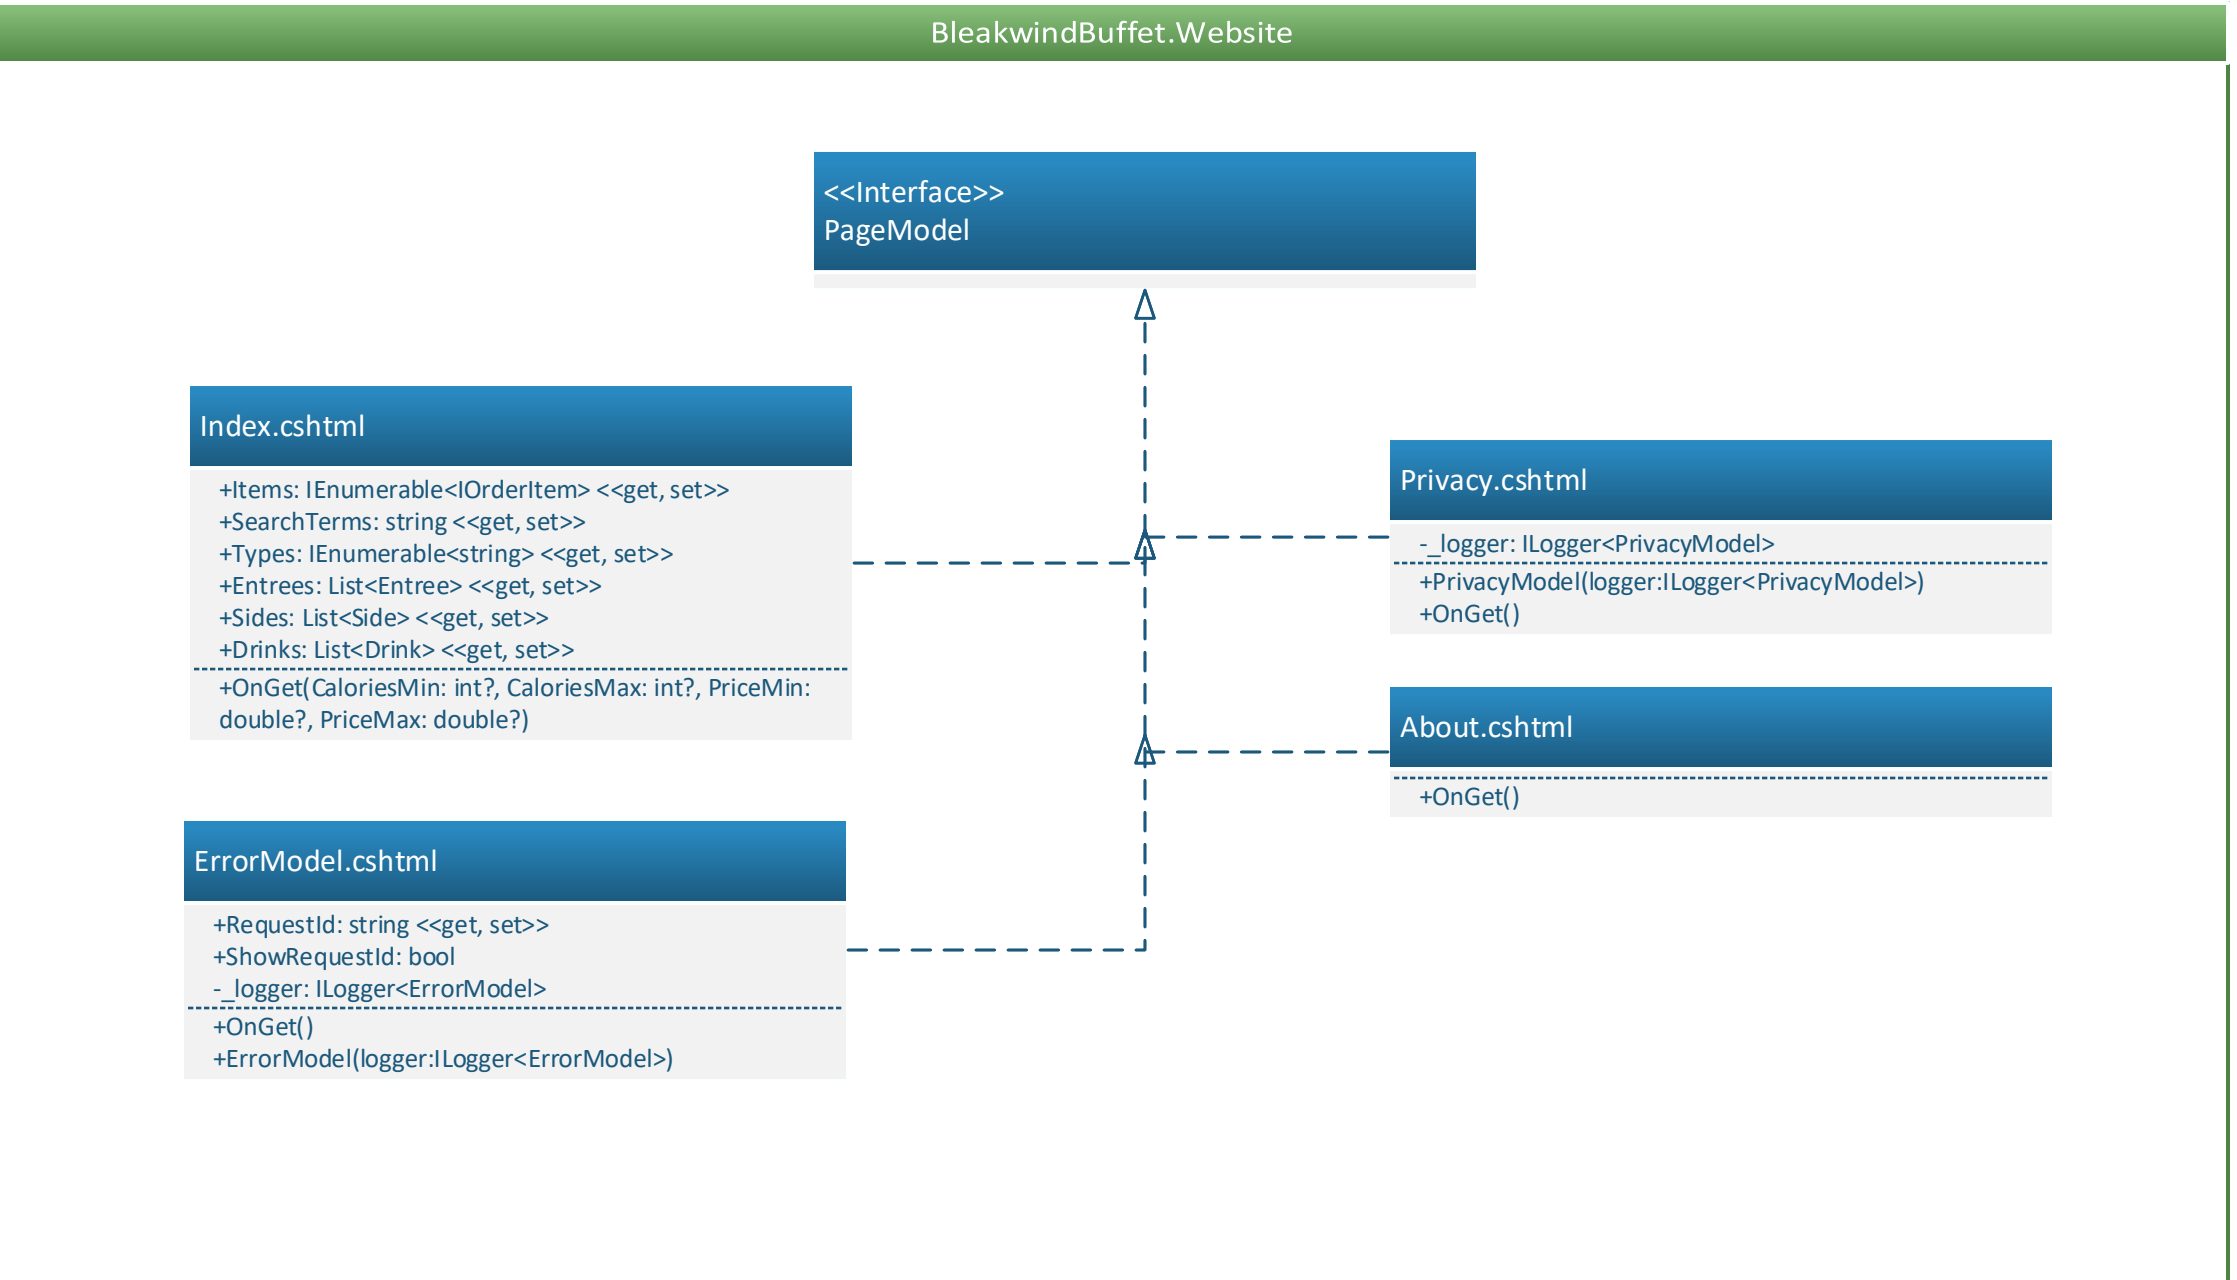 BleakwindBuffet.Website
<<Interface>>
PageModel
Index.cshtml
+Items: IEnumerable<IOrderItem> <<get, set>>
+SearchTerms: string <<get, set>>
+Types: IEnumerable<string> <<get, set>>
+Entrees: List<Entree> <<get, set>>
+Sides: List<Side> <<get, set>>
+Drinks: List<Drink> <<get, set>>
+OnGet(CaloriesMin: int?, CaloriesMax: int?, PriceMin:
double?, PriceMax: double?)
Privacy.cshtml
-_logger: ILogger<PrivacyModel>
+PrivacyModel(logger:ILogger<PrivacyModel>)
+OnGet()
About.cshtml
+OnGet()
ErrorModel.cshtml
+RequestId: string <<get, set>>
+ShowRequestId: bool
-_logger: ILogger<ErrorModel>
+OnGet()
+ErrorModel(logger:ILogger<ErrorModel>)